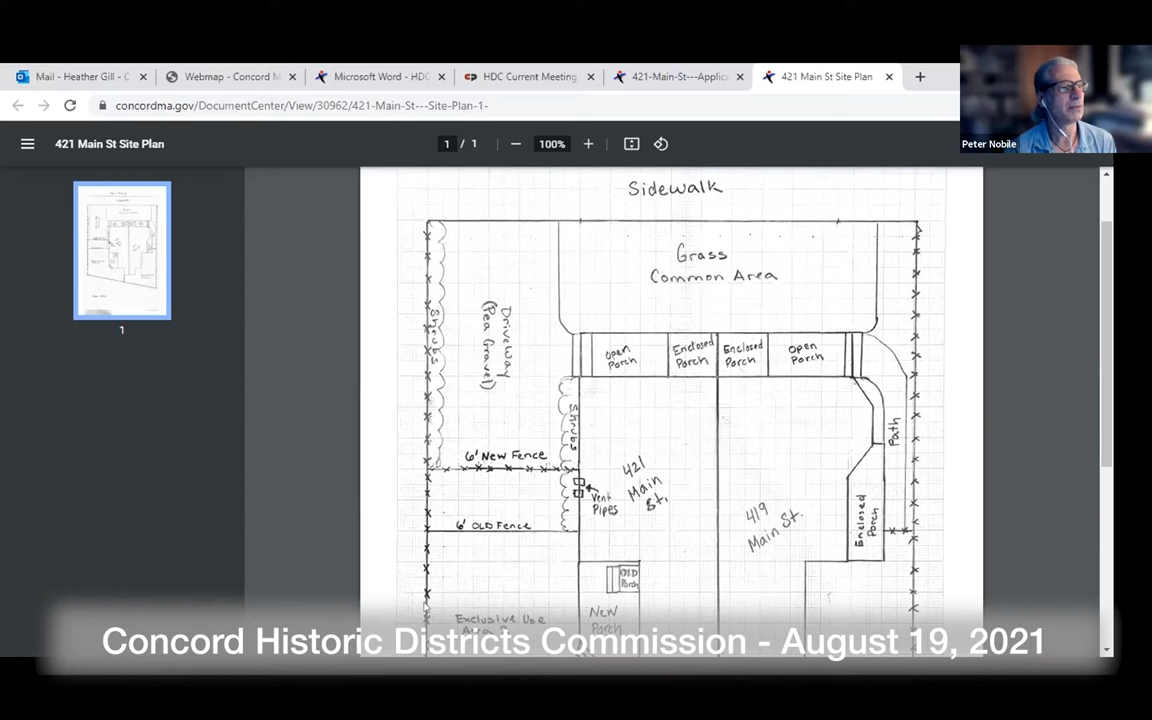 Mail - Heather Gill - C
Webmap - Concord M
Microsoft Word - HDC
HDC Current Meeting
421-Main-St---Applica
421 Main St Site Plan
concordma.gov/DocumentCenter/View/30962/421-Main-St---Site-Plan-1-
Peter Nobile
421 Main St Site Plan
1 / 1
100%
1
Sidewalk
Grass
Common Area
Shrubs
Driveway
(Pea Gravel)
Open
Porch
Enclosed
Porch
Enclosed
Porch
Open
Porch
Shrubs
Path
6' New Fence
421
Main
St.
Vent
Pipes
419
Main St.
Enclosed
Porch
6' OLD Fence
OLD
Porch
New
Porch
Exclusive Use
Concord Historic Districts Commission - August 19, 2021